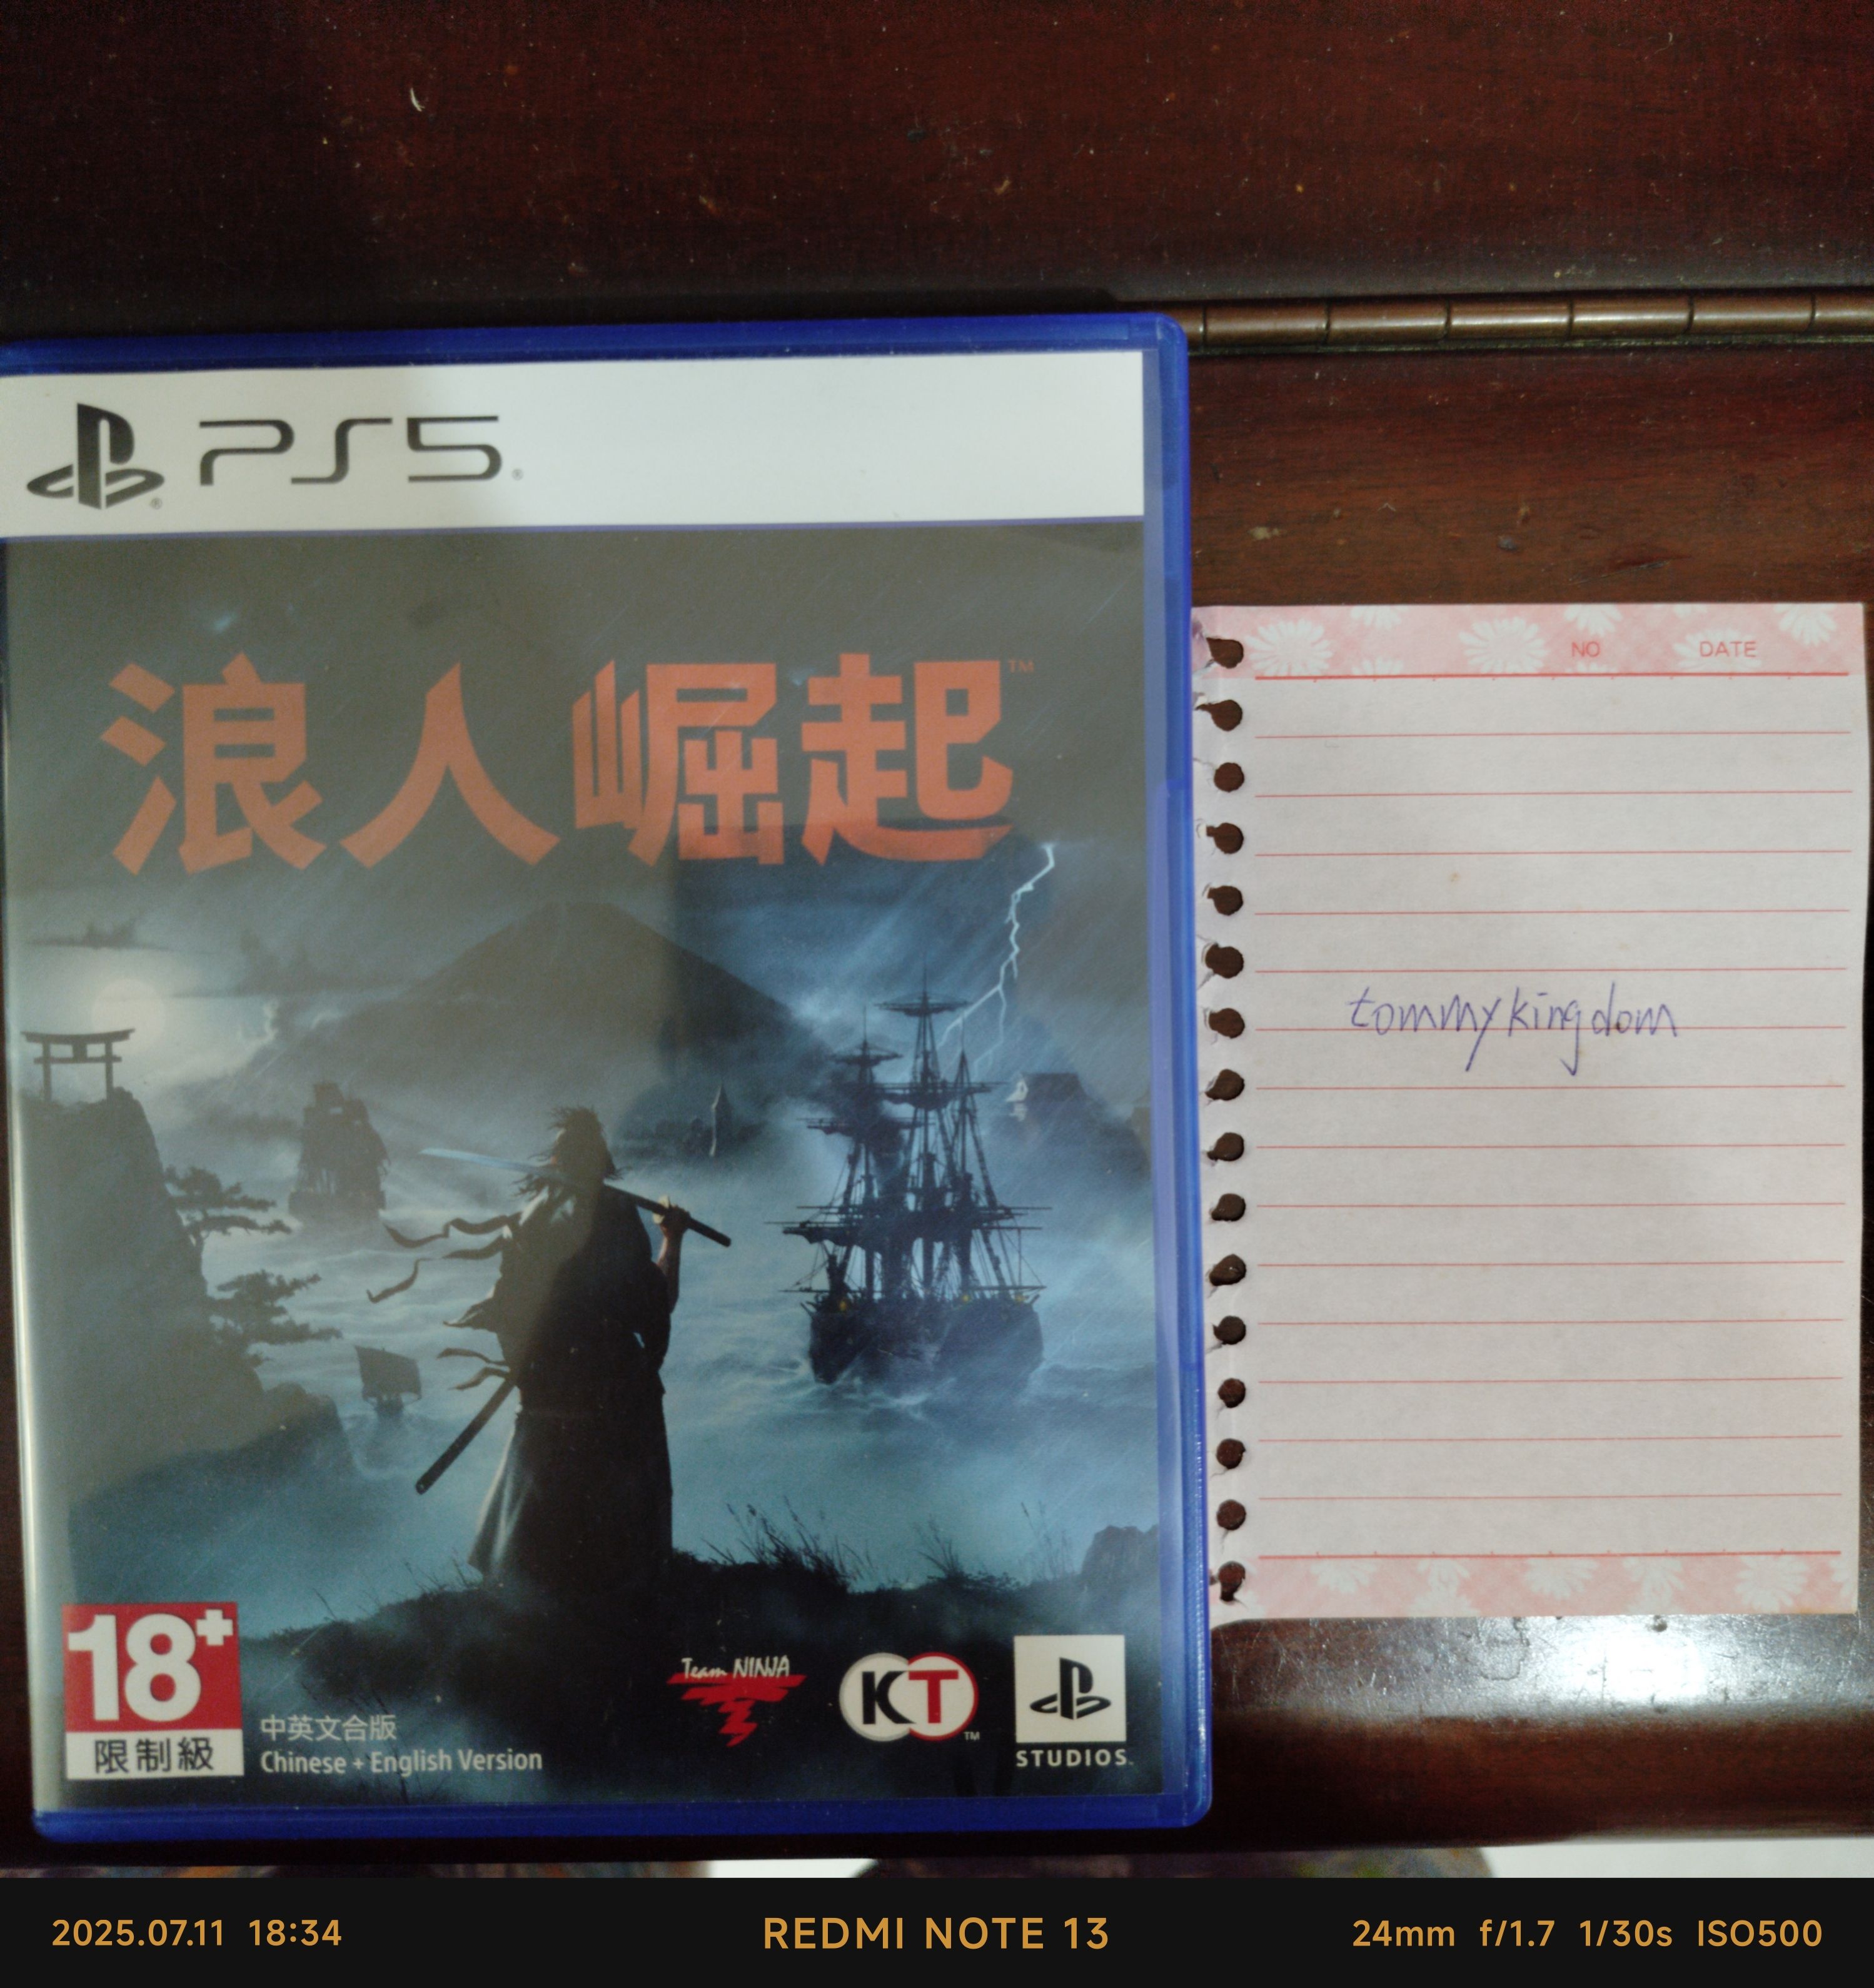 PS5
浪人崛起™
NO DATE
tommykingdom
18+
限制級
中英文合版
Chinese + English Version
Team NINJA
KT™
STUDIOS
2025.07.11 18:34
REDMI NOTE 13
24mm f/1.7 1/30s ISO500